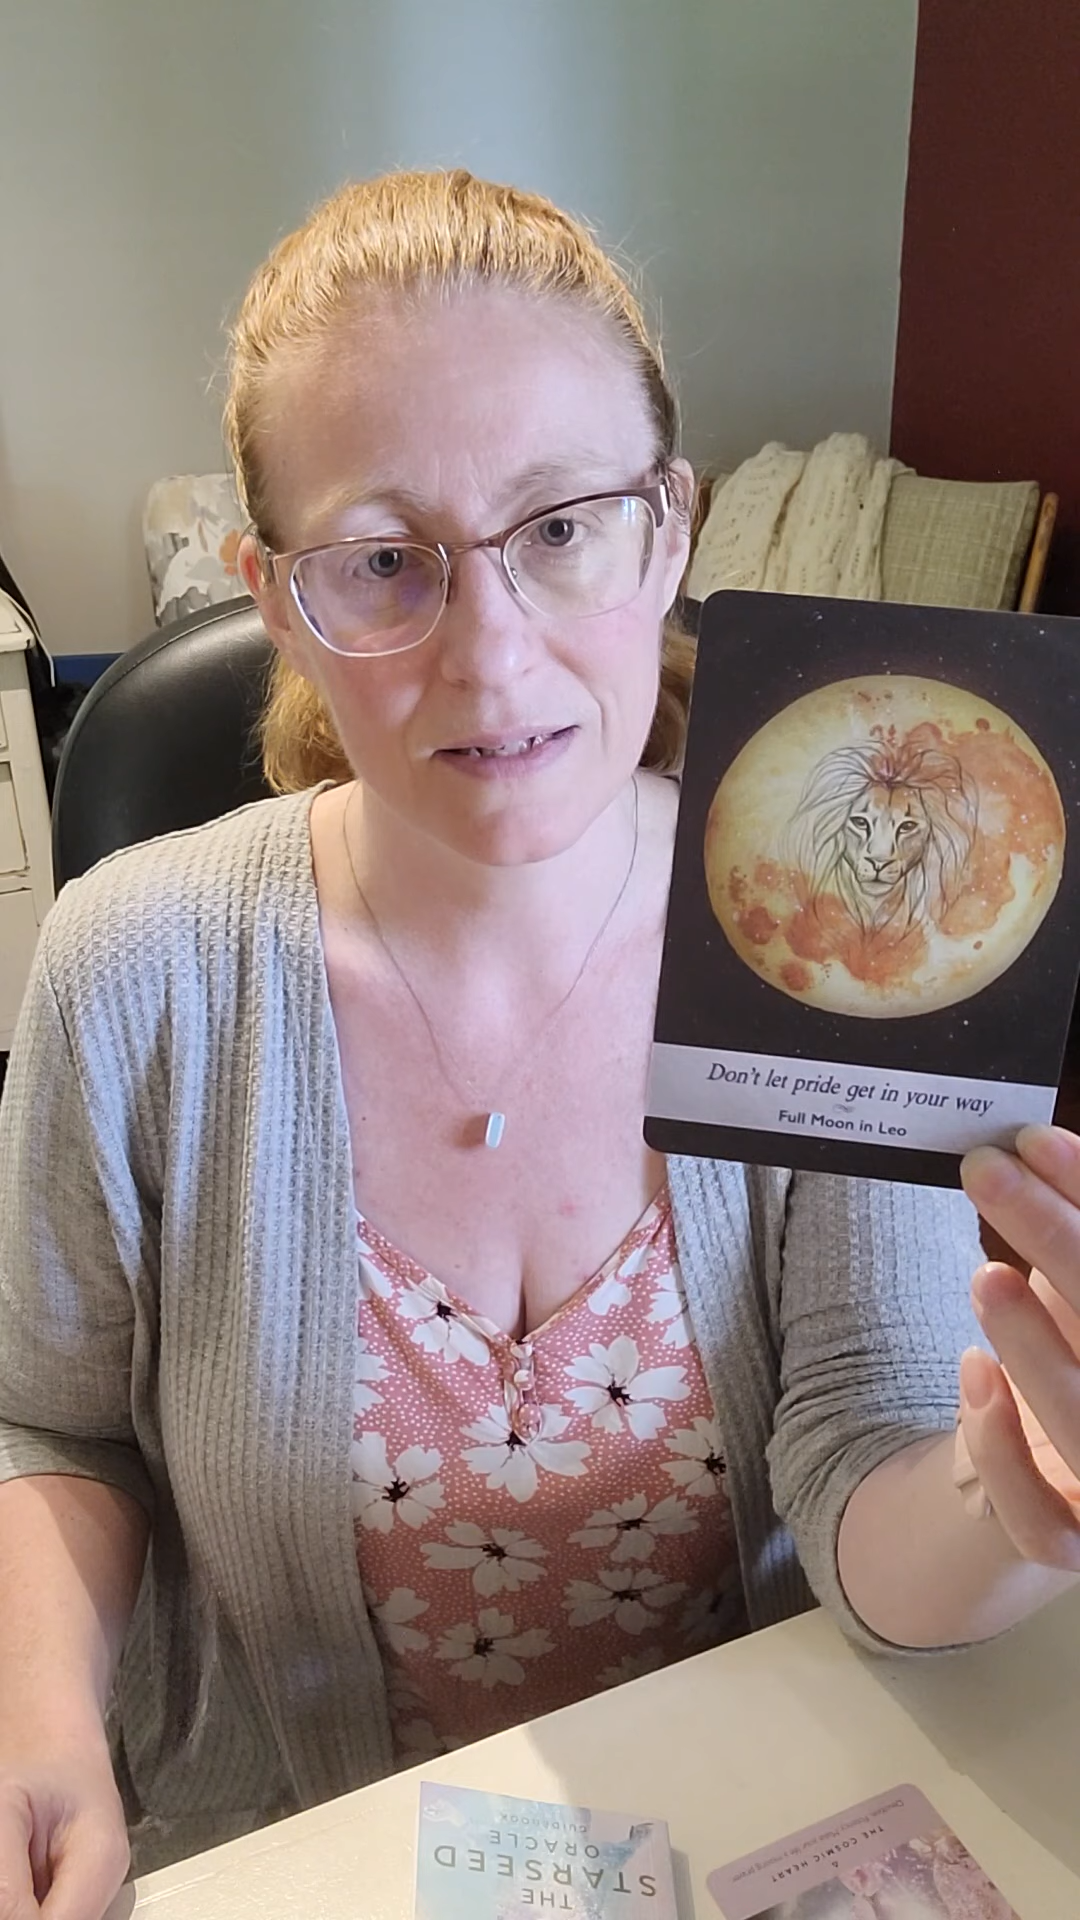 Don't let pride get in your way
Full Moon in Leo
THE
STARSEED
ORACLE
GUIDEBOOK
THE COSMIC HEART